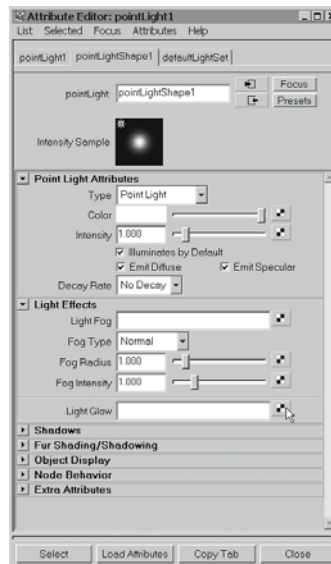 Attribute Editor: pointLight1
List Selected Focus Attributes Help
pointLight1 pointLightShape1 defaultLightSet
pointLight: pointLightShape1 Focus
Presets
Intensity Sample
Point Light Attributes
Type Point Light
Color
Intensity 1.000
Illuminates by Default
Emit Diffuse Emit Specular
Decay Rate No Decay
Light Effects
Light Fog
Fog Type Normal
Fog Radius 1.000
Fog Intensity 1.000
Light Glow
Shadows
Fur Shading/Shadowing
Object Display
Node Behavior
Extra Attributes
Select Load Attributes Copy Tab Close